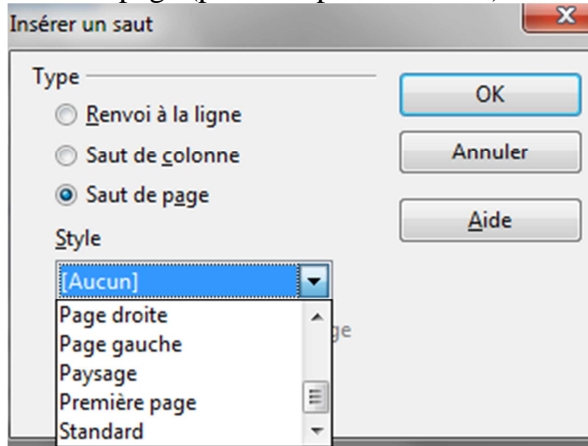 Insérer un saut
Type
Renvoi à la ligne
Saut de colonne
Saut de page
Style
[Aucun]
Page droite
Page gauche
Paysage
Première page
Standard
OK
Annuler
Aide